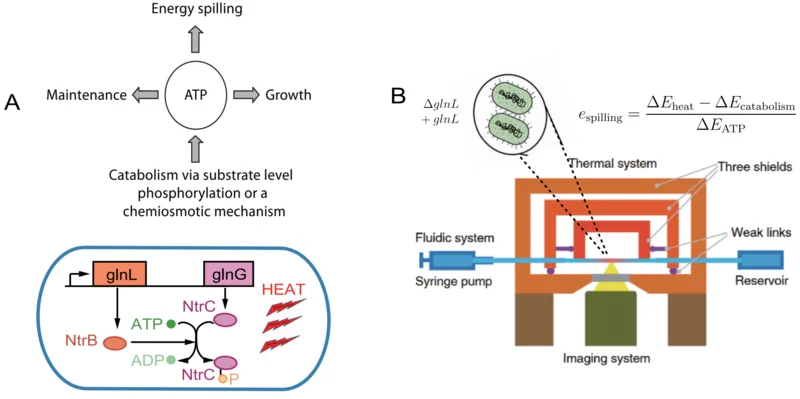 A
Energy spilling
Maintenance
ATP
Growth
Catabolism via substrate level
phosphorylation or a
chemiosmotic mechanism
glnL
glnG
HEAT
NtrC
ATP
NtrB
ADP
NtrC
P
B
ΔglnL
+ glnL
e_spilling = (ΔE_heat − ΔE_catabolism) / ΔE_ATP
Thermal system
Three shields
Fluidic system
Weak links
Syringe pump
Reservoir
Imaging system